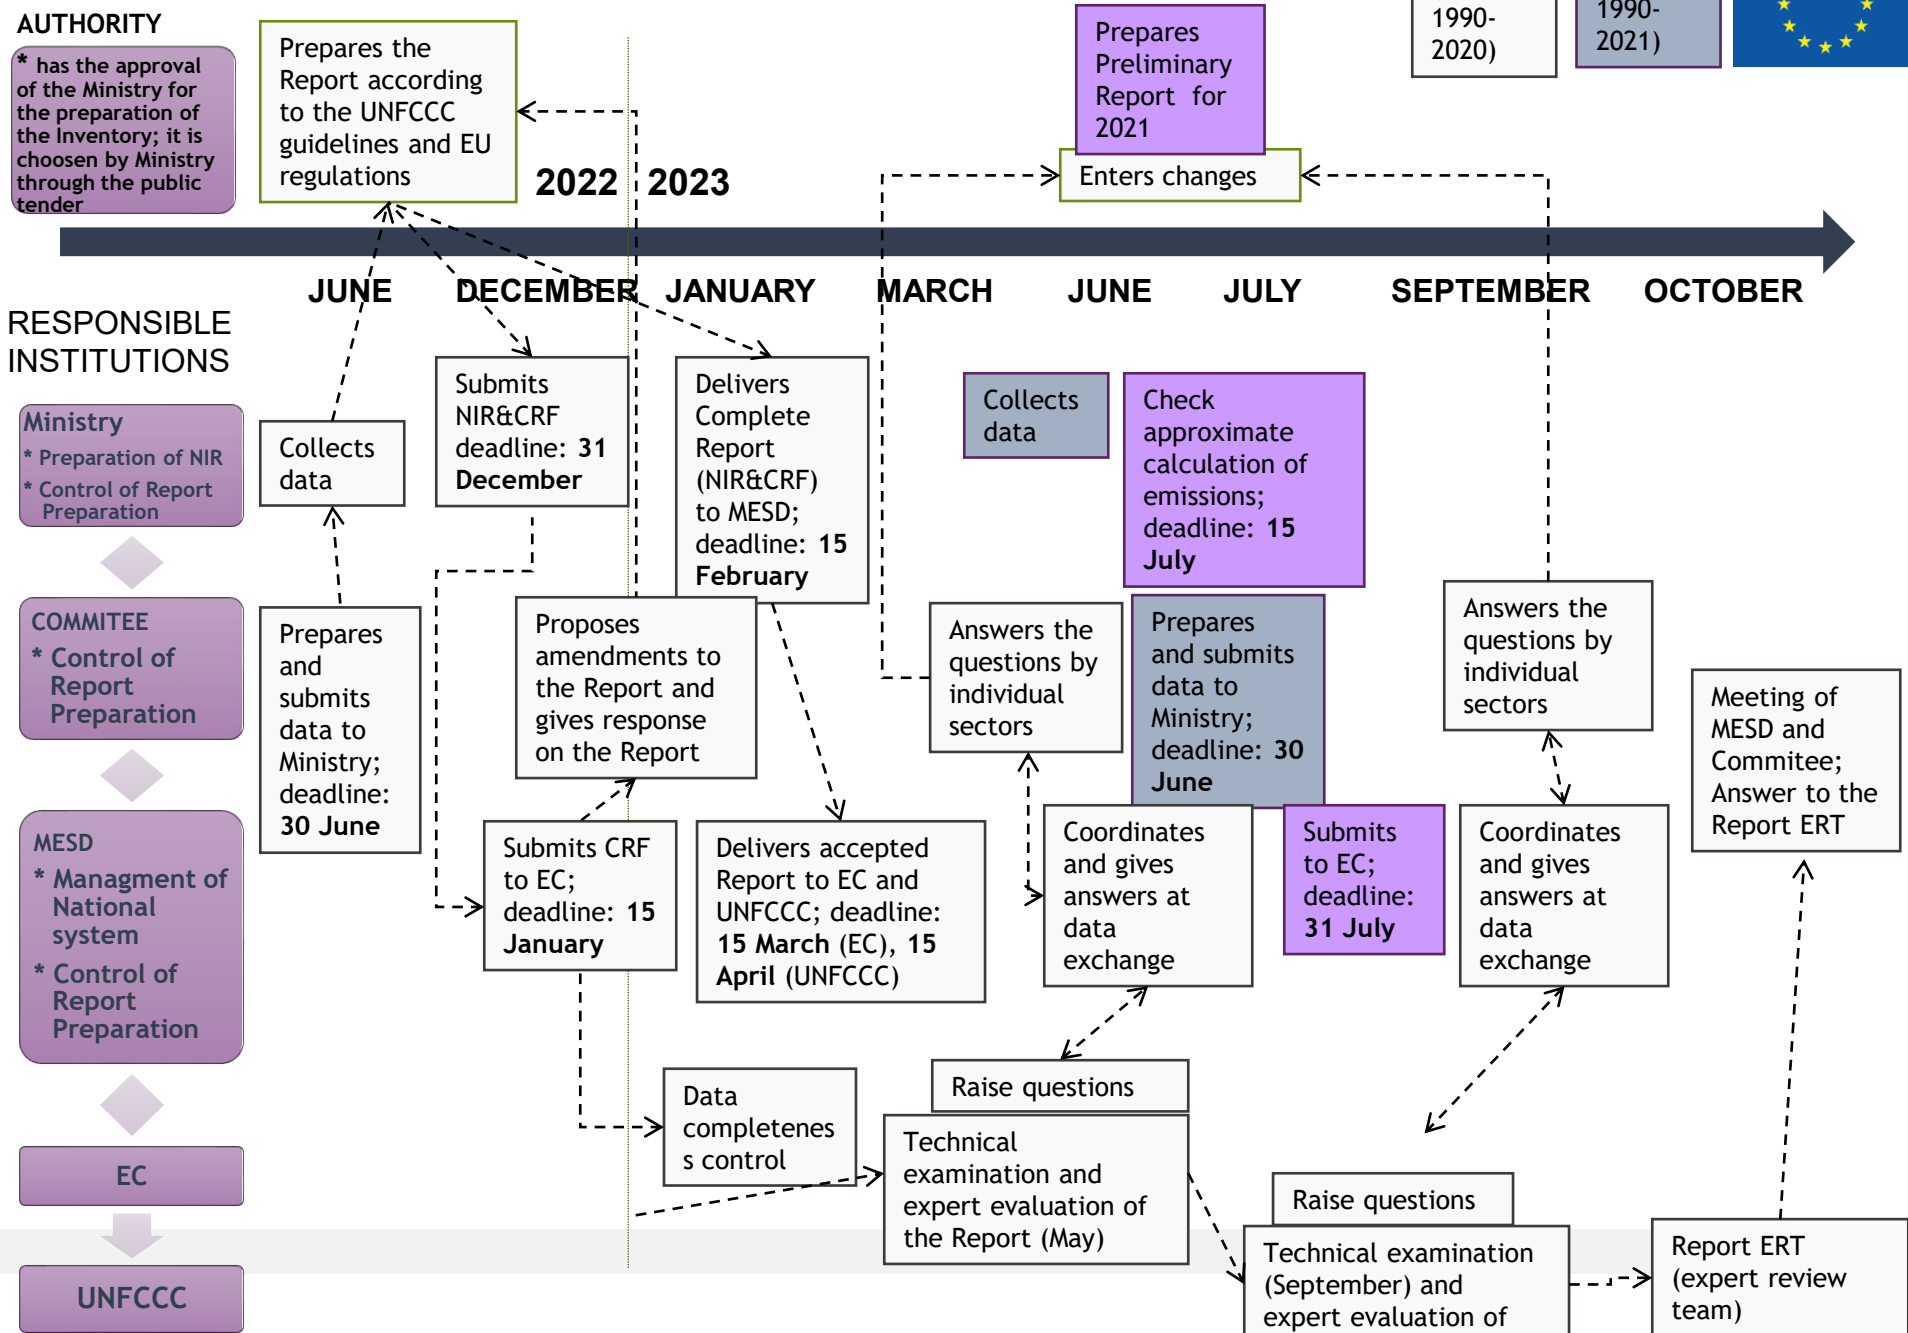 AUTHORITY
* has the approval
of the Ministry for
the preparation of
the Inventory; it is
choosen by Ministry
through the public
tender
Prepares the
Report according
to the UNFCCC
guidelines and EU
regulations
2022
2023
Prepares
Preliminary
Report for
2021
Enters changes
1990-
2020)
1990-
2021)
JUNE
DECEMBER
JANUARY
MARCH
JUNE
JULY
SEPTEMBER
OCTOBER
RESPONSIBLE
INSTITUTIONS
Ministry
* Preparation of NIR
* Control of Report
Preparation
Collects
data
Submits
NIR&CRF
deadline: 31
December
Delivers
Complete
Report
(NIR&CRF)
to MESD;
deadline: 15
February
Collects
data
Check
approximate
calculation of
emissions;
deadline: 15
July
COMMITEE
* Control of
Report
Preparation
Prepares
and
submits
data to
Ministry;
deadline:
30 June
Proposes
amendments to
the Report and
gives response
on the Report
Answers the
questions by
individual
sectors
Prepares
and submits
data to
Ministry;
deadline: 30
June
Answers the
questions by
individual
sectors
Meeting of
MESD and
Commitee;
Answer to the
Report ERT
MESD
* Managment of
National
system
* Control of
Report
Preparation
Submits CRF
to EC;
deadline: 15
January
Delivers accepted
Report to EC and
UNFCCC; deadline:
15 March (EC), 15
April (UNFCCC)
Coordinates
and gives
answers at
data
exchange
Submits
to EC;
deadline:
31 July
Coordinates
and gives
answers at
data
exchange
EC
Data
completenes
s control
Raise questions
Technical
examination and
expert evaluation of
the Report (May)
UNFCCC
Raise questions
Technical examination
(September) and
expert evaluation of
Report ERT
(expert review
team)